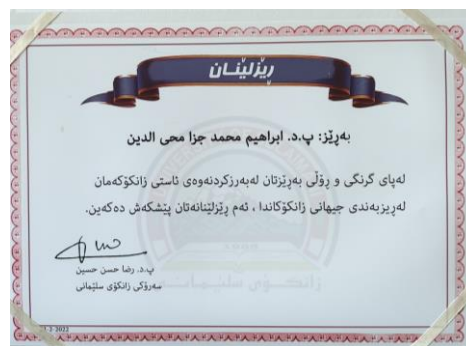 ڕێزلێنان
بەڕێز: پ.د. ابراهیم محمد جزا محی الدین
لەپای گرنگی و ڕۆڵی بەڕێزتان لەبەرزکردنەوەی ئاستی زانکۆکەمان
لەڕیزبەندی جیهانی زانکۆکاندا ، ئەم ڕێزلێنانەتان پێشکەش دەکەین.
پ.د. رضا حسن حسین
سەرۆکی زانکۆی سلێمانی
زانکۆی سلێمانی